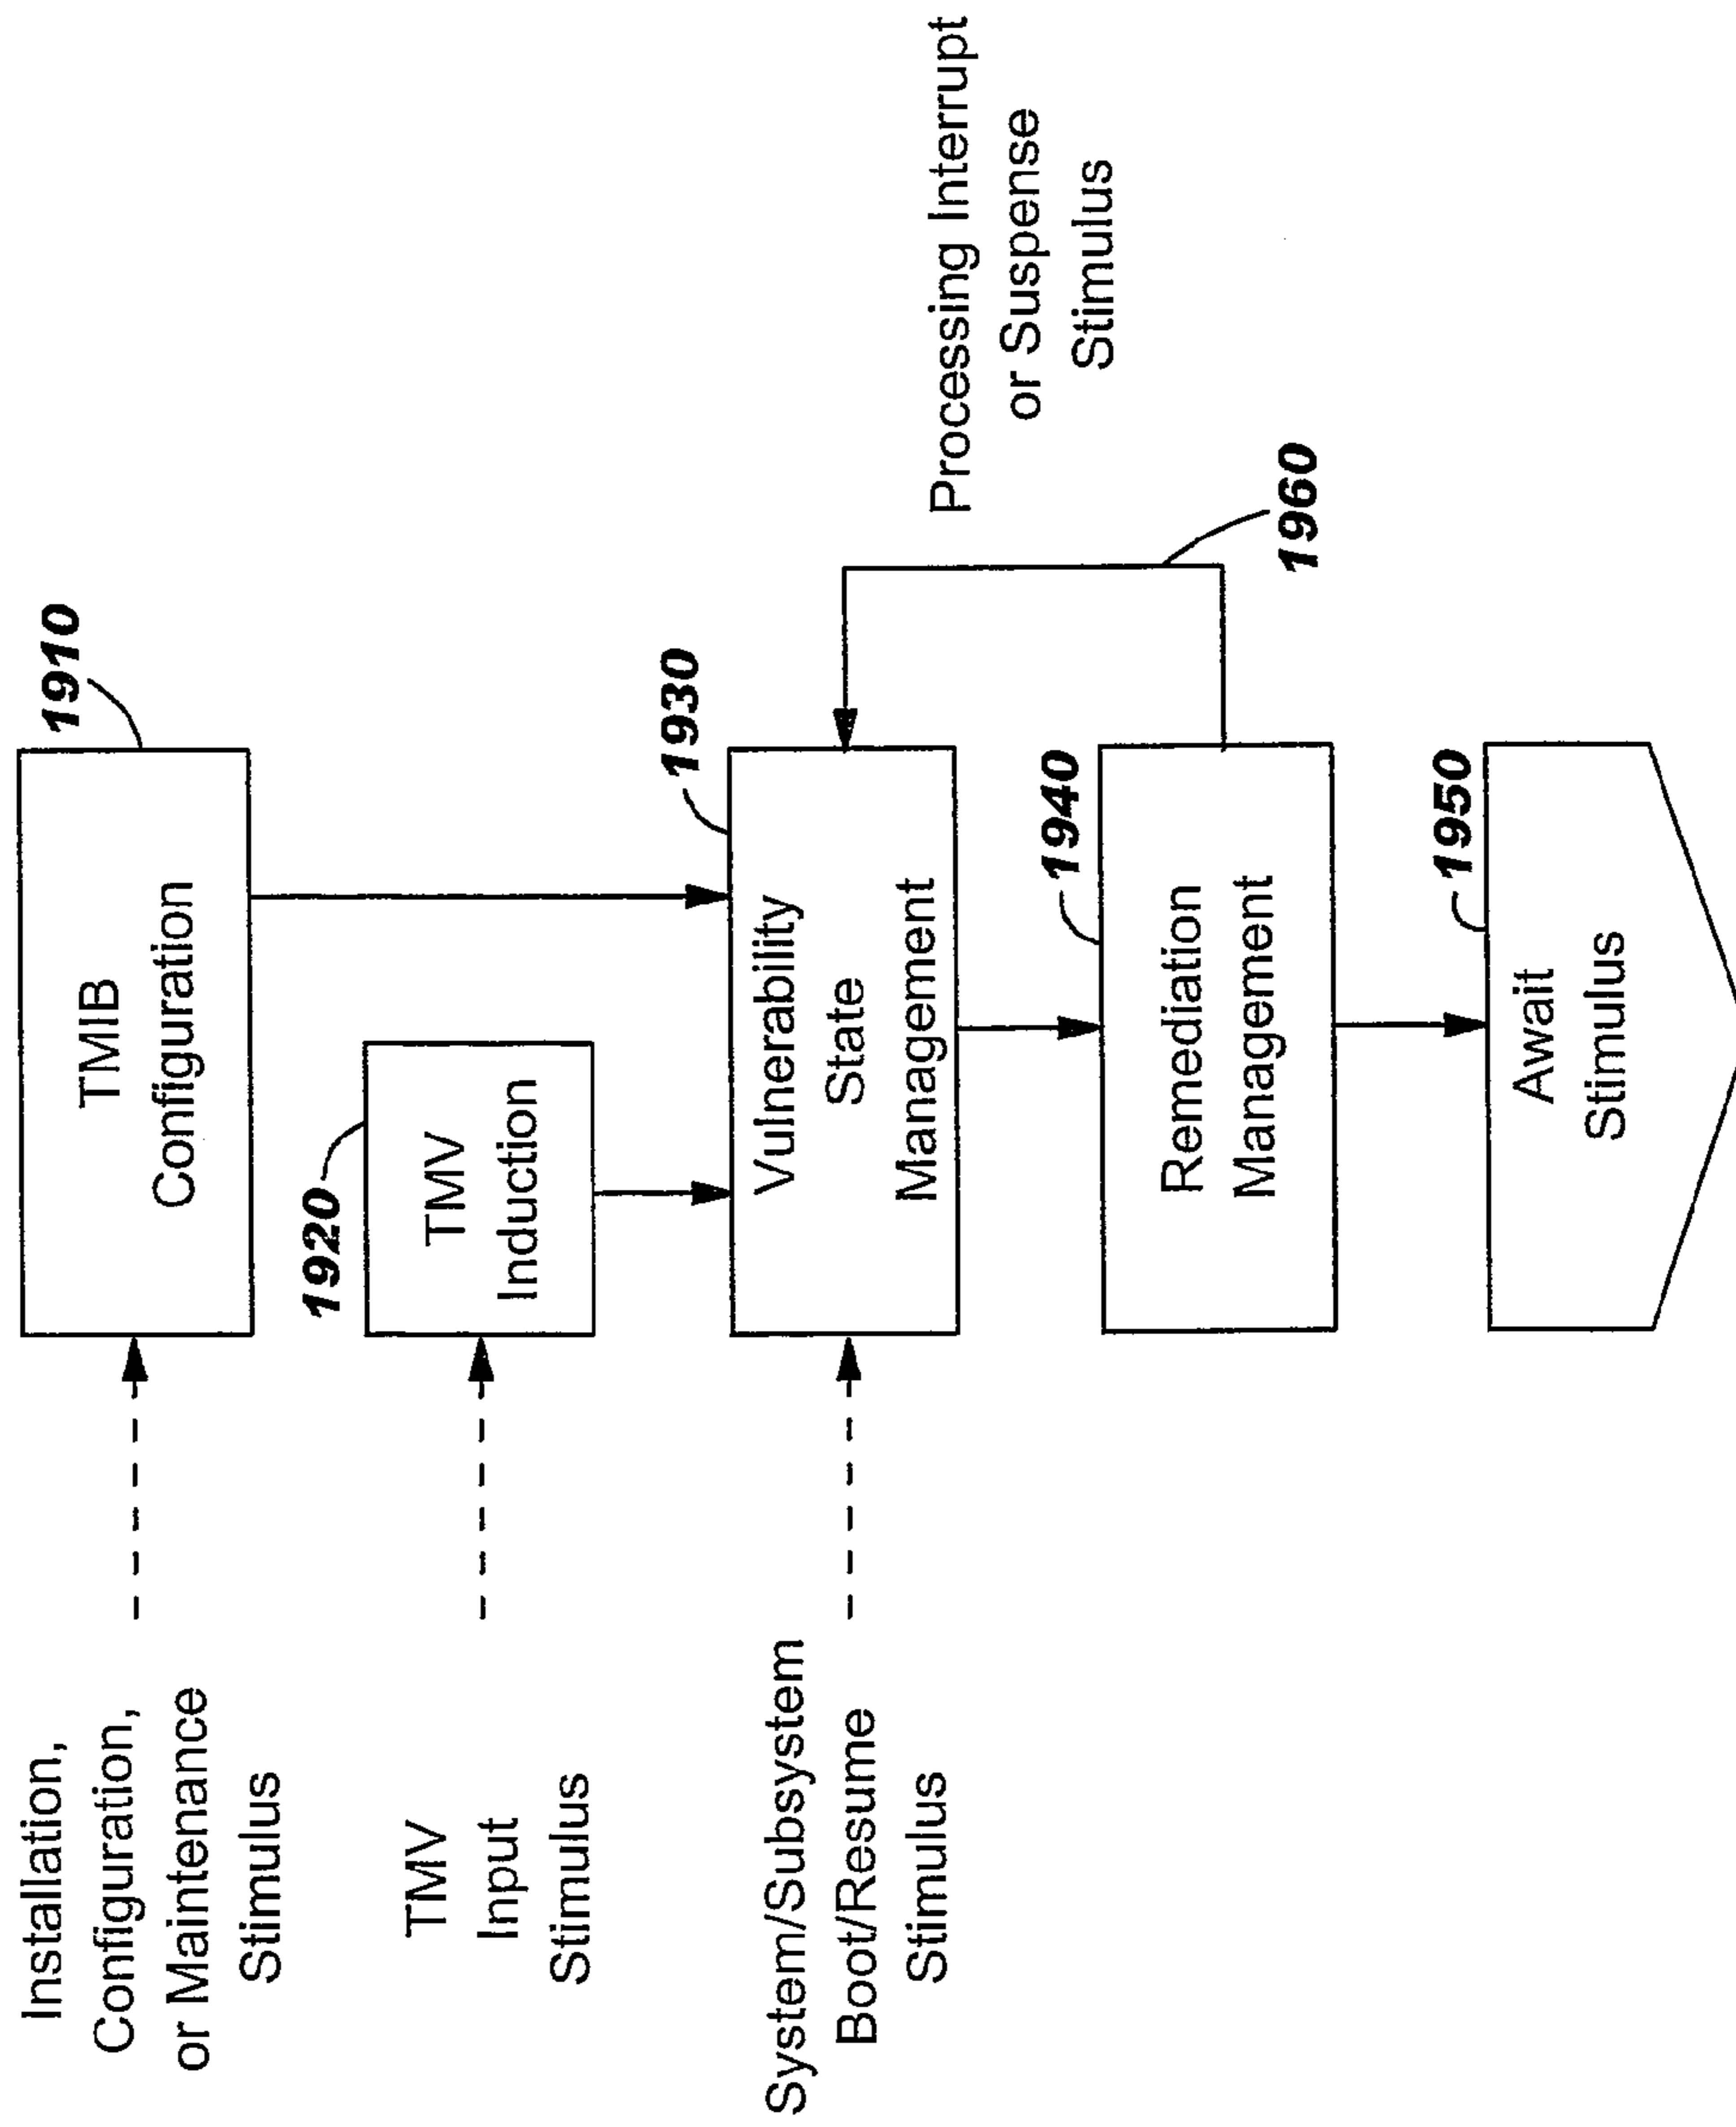 Installation,
Configuration,
or Maintenance
Stimulus
TMIB
Configuration
1910
TMV
Input
Stimulus
1920
TMV
Induction
System/Subsystem
Boot/Resume
Stimulus
Vulnerability
State
Management
1930
Processing Interrupt
or Suspense
Stimulus
Remediation
Management
1940
1960
Await
Stimulus
1950